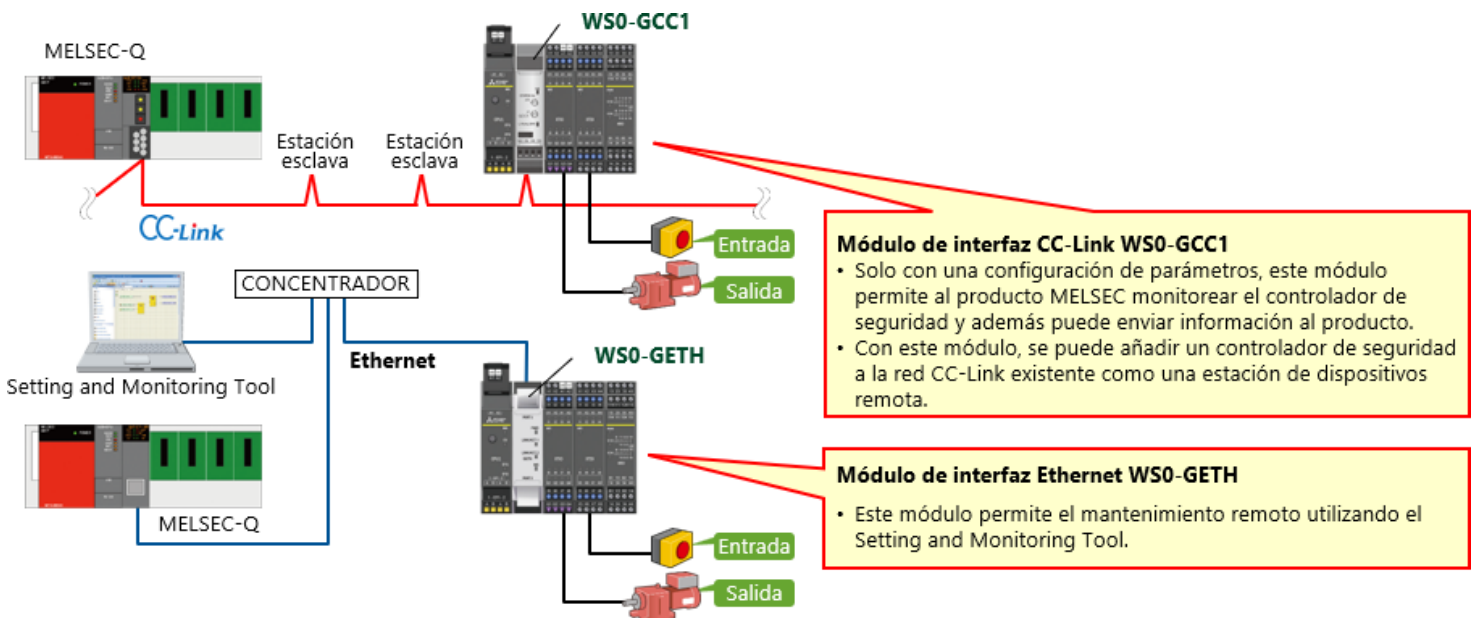 WS0-GCC1
MELSEC-Q
Estación
esclava
Estación
esclava
CC-Link
Entrada
Salida
Módulo de interfaz CC-Link WS0-GCC1
• Solo con una configuración de parámetros, este módulo
permite al producto MELSEC monitorear el controlador de
seguridad y además puede enviar información al producto.
• Con este módulo, se puede añadir un controlador de seguridad
a la red CC-Link existente como una estación de dispositivos
remota.
CONCENTRADOR
Ethernet
WS0-GETH
Setting and Monitoring Tool
MELSEC-Q
Entrada
Salida
Módulo de interfaz Ethernet WS0-GETH
• Este módulo permite el mantenimiento remoto utilizando el
Setting and Monitoring Tool.